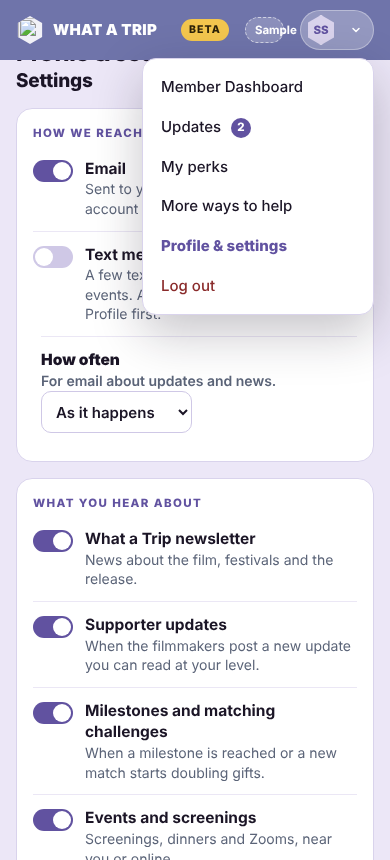 WHAT A TRIP BETA Sample SS
Settings
Member Dashboard
Updates 2
My perks
More ways to help
Profile & settings
Log out
HOW WE REACH
Email
Sent to
account
Text
A few
events.
Profile first.
How often
For email about updates and news.
As it happens
WHAT YOU HEAR ABOUT
What a Trip newsletter
News about the film, festivals and the
release.
Supporter updates
When the filmmakers post a new update
you can read at your level.
Milestones and matching
challenges
When a milestone is reached or a new
match starts doubling gifts.
Events and screenings
Screenings, dinners and Zooms, near
you or online